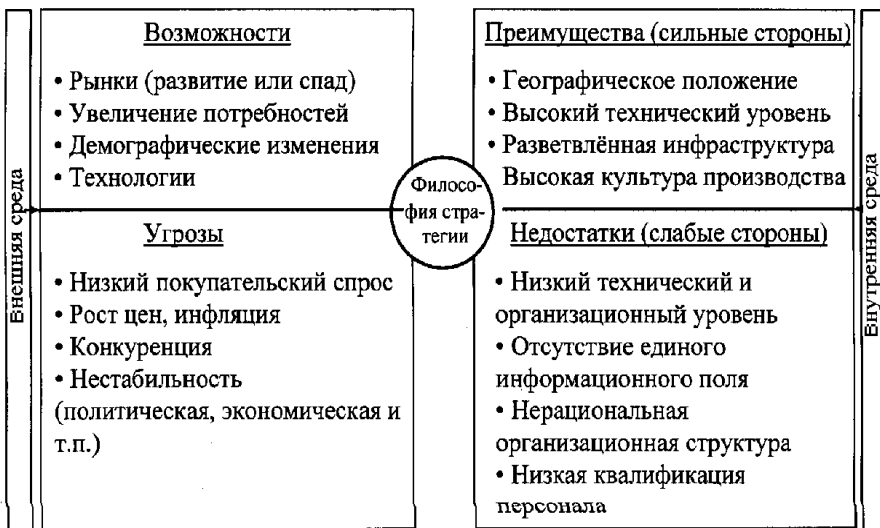 Внешняя среда
Возможности
• Рынки (развитие или спад)
• Увеличение потребностей
• Демографические изменения
• Технологии
Угрозы
• Низкий покупательский спрос
• Рост цен, инфляция
• Конкуренция
• Нестабильность
(политическая, экономическая и
т.п.)
Филосо-
фия стра-
тегии
Преимущества (сильные стороны)
• Географическое положение
• Высокий технический уровень
• Разветвлённая инфраструктура
Высокая культура производства
Недостатки (слабые стороны)
• Низкий технический и
организационный уровень
• Отсутствие единого
информационного поля
• Нерациональная
организационная структура
• Низкая квалификация
персонала
Внутренняя среда